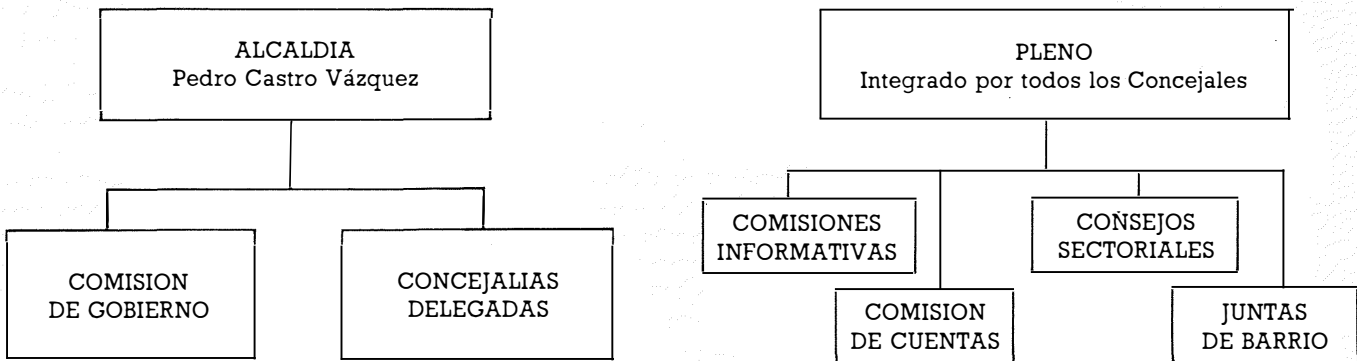 ALCALDIA
Pedro Castro Vázquez
COMISION
DE GOBIERNO
CONCEJALIAS
DELEGADAS
PLENO
Integrado por todos los Concejales
COMISIONES
INFORMATIVAS
COMISION
DE CUENTAS
CONSEJOS
SECTORIALES
JUNTAS
DE BARRIO